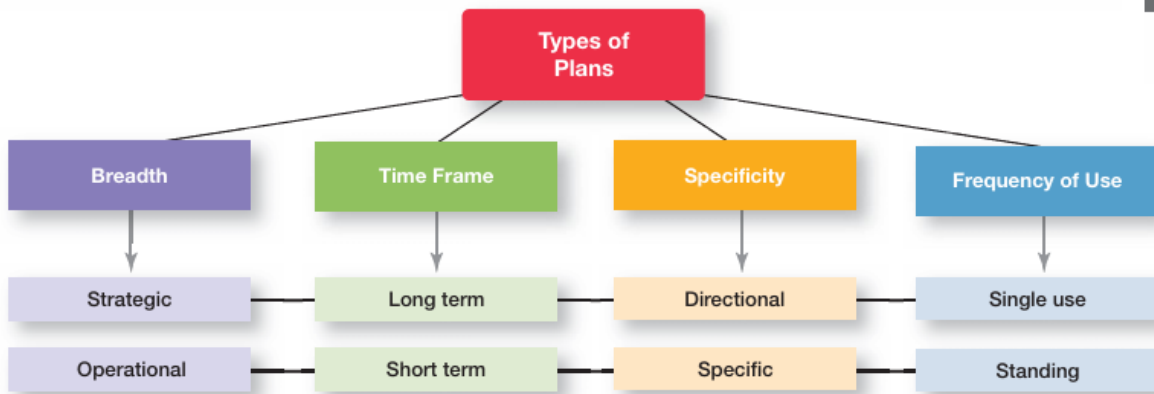 Types of
Plans
Breadth
Time Frame
Specificity
Frequency of Use
Strategic
Long term
Directional
Single use
Operational
Short term
Specific
Standing